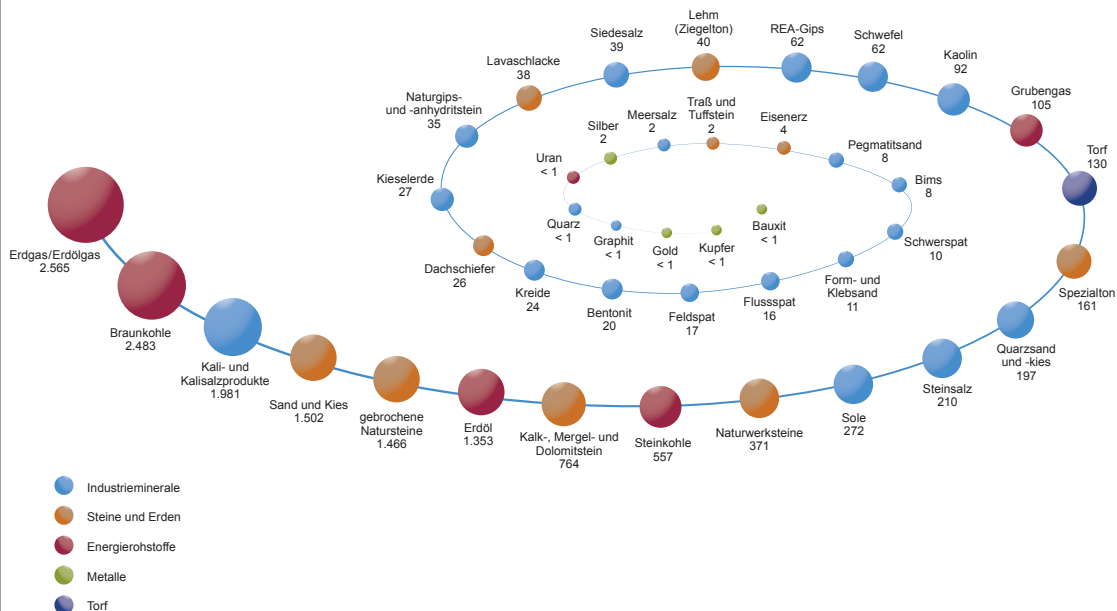 Erdgas/Erdölgas
2.565
Braunkohle
2.483
Kali- und
Kalisalzprodukte
1.981
Sand und Kies
1.502
gebrochene
Natursteine
1.466
Erdöl
1.353
Kalk-, Mergel- und
Dolomitstein
764
Steinkohle
557
Naturwerksteine
371
Sole
272
Steinsalz
210
Quarzsand
und -kies
197
Spezialton
161
Torf
130
Grubengas
105
Kaolin
92
Schwefel
62
REA-Gips
62
Lehm
(Ziegelton)
40
Siedesalz
39
Lavaschlacke
38
Naturgips-
und -anhydritstein
35
Kieselerde
27
Dachschiefer
26
Kreide
24
Bentonit
20
Feldspat
17
Flussspat
16
Form- und
Klebsand
11
Schwerspat
10
Bims
8
Pegmatitsand
8
Eisenerz
4
Traß und
Tuffstein
2
Meersalz
2
Silber
2
Uran
< 1
Quarz
< 1
Graphit
< 1
Gold
< 1
Kupfer
< 1
Bauxit
< 1
Industrieminerale
Steine und Erden
Energierohstoffe
Metalle
Torf